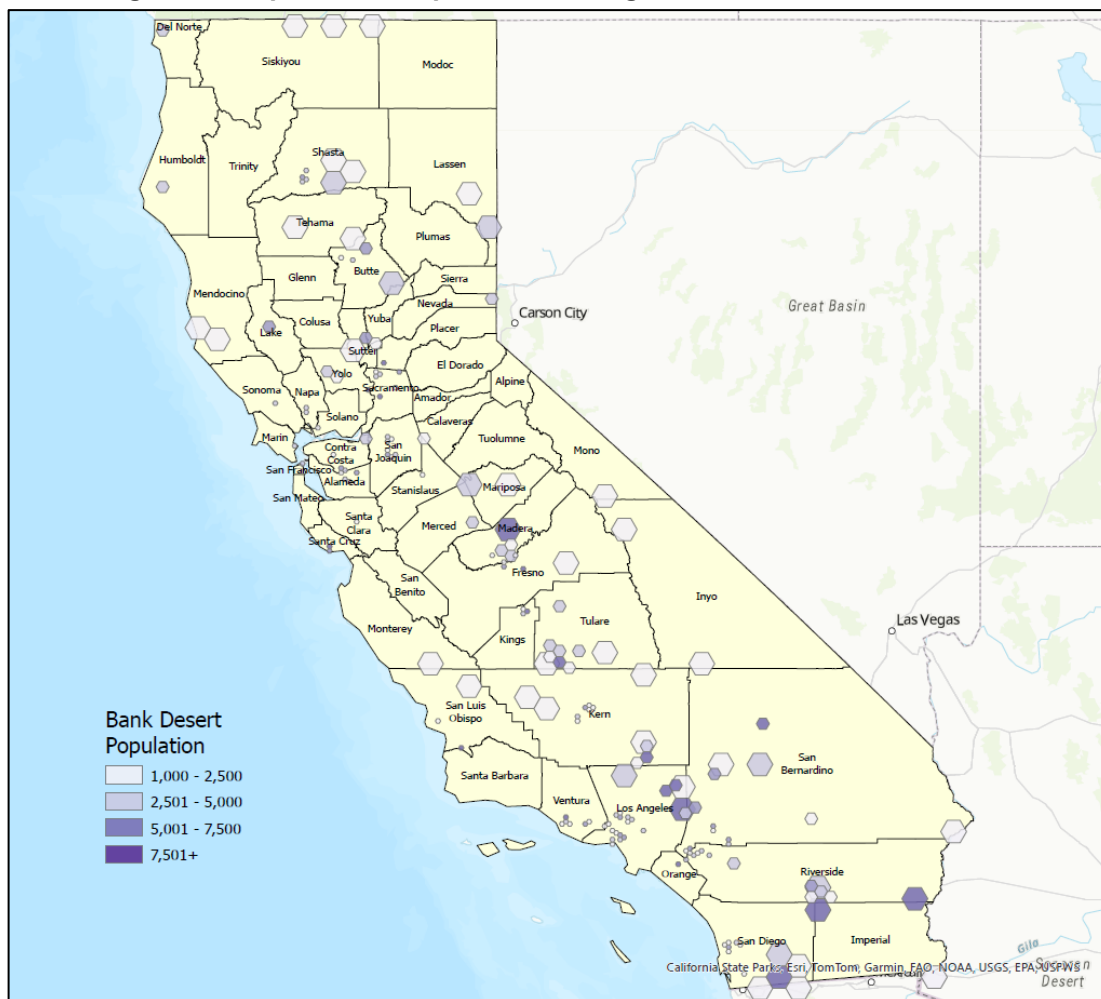 Del Norte
Siskiyou
Modoc
Humboldt
Trinity
Shasta
Lassen
Tehama
Plumas
Glenn
Butte
Sierra
Mendocino
Nevada
Lake
Colusa
Yuba
Placer
Sutter
Carson City
Great Basin
El Dorado
Yolo
Sonoma
Napa
Sacramento
Alpine
Amador
Solano
Marin
Calaveras
Tuolumne
Contra
Costa
San
Joaquin
Mono
San Francisco
Alameda
Stanislaus
Mariposa
San Mateo
Santa
Clara
Merced
Madera
Santa Cruz
Fresno
San
Benito
Inyo
Las Vegas
Monterey
Kings
Tulare
San Luis
Obispo
Kern
Bank Desert
Population
1,000 - 2,500
2,501 - 5,000
5,001 - 7,500
7,501+
San
Bernardino
Santa Barbara
Ventura
Los Angeles
Orange
Riverside
San Diego
Imperial
Gila
California State Parks, Esri, TomTom, Garmin, FAO, NOAA, USGS, EPA, USFWS
Desert